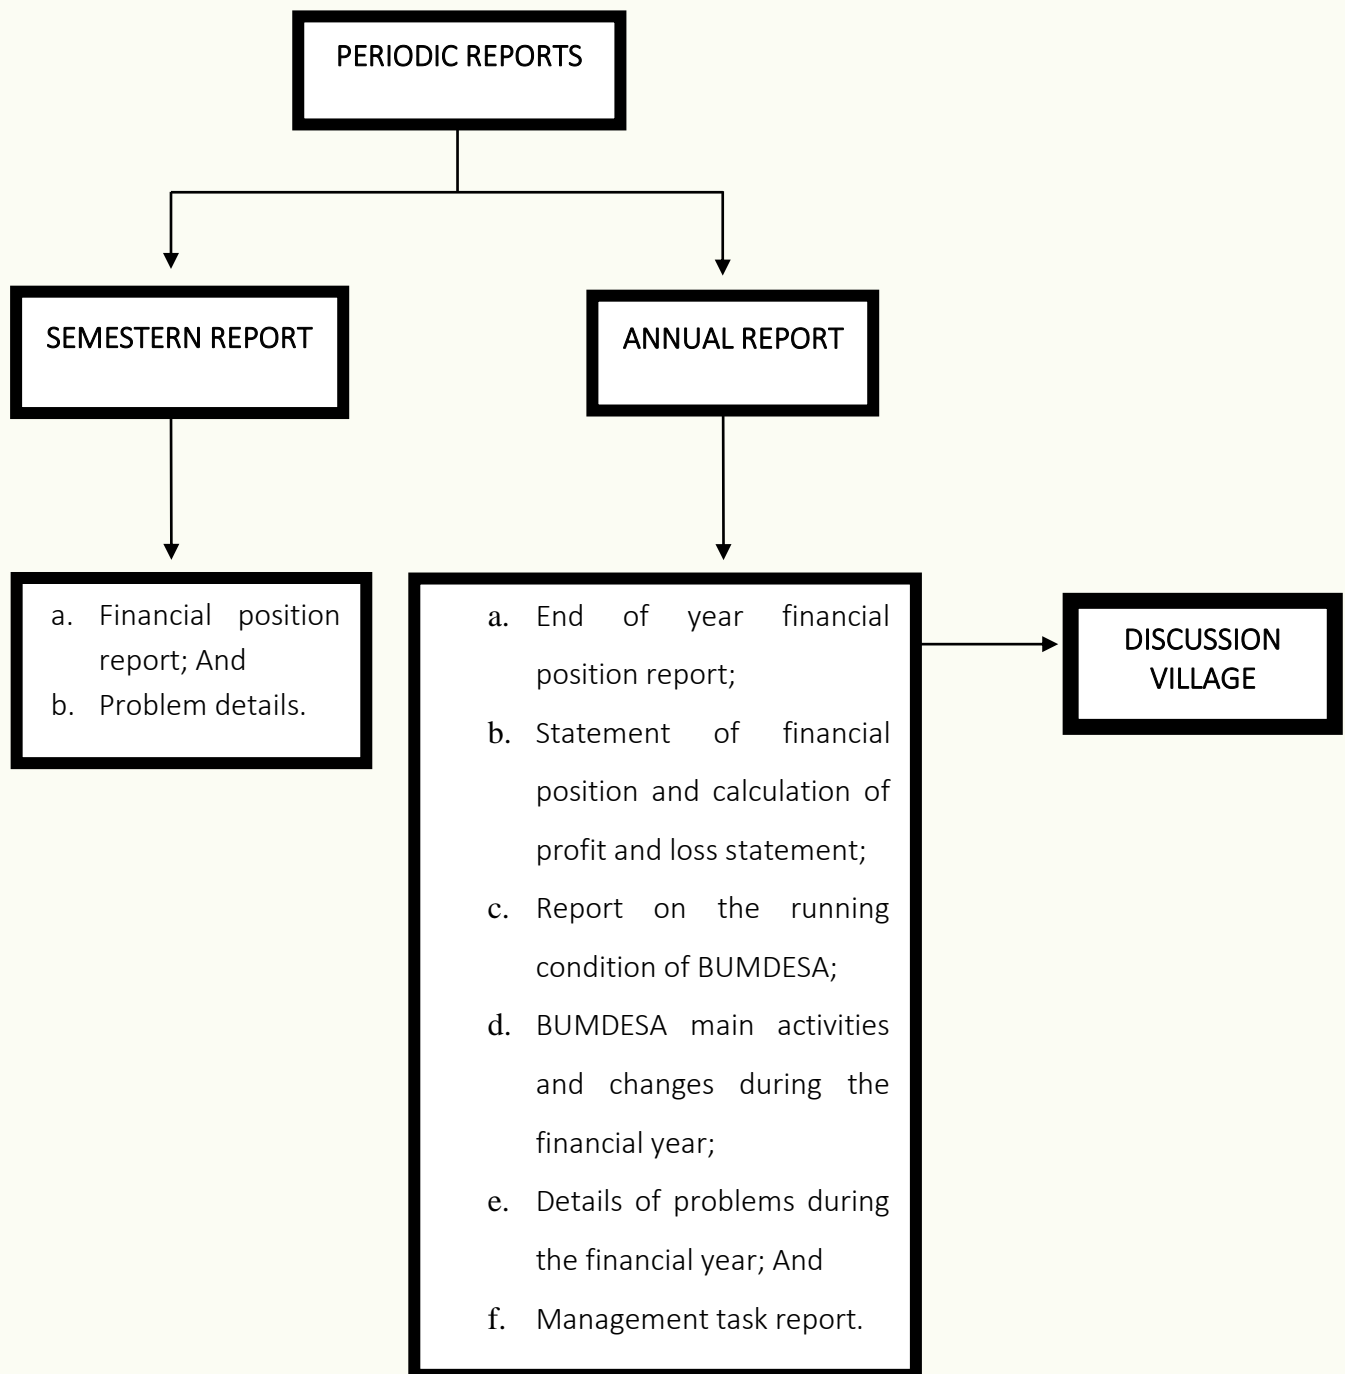 PERIODIC REPORTS
SEMESTERN REPORT
ANNUAL REPORT
a. Financial position
report; And
b. Problem details.
a. End of year financial
position report;
b. Statement of financial
position and calculation of
profit and loss statement;
c. Report on the running
condition of BUMDESA;
d. BUMDESA main activities
and changes during the
financial year;
e. Details of problems during
the financial year; And
f. Management task report.
DISCUSSION
VILLAGE